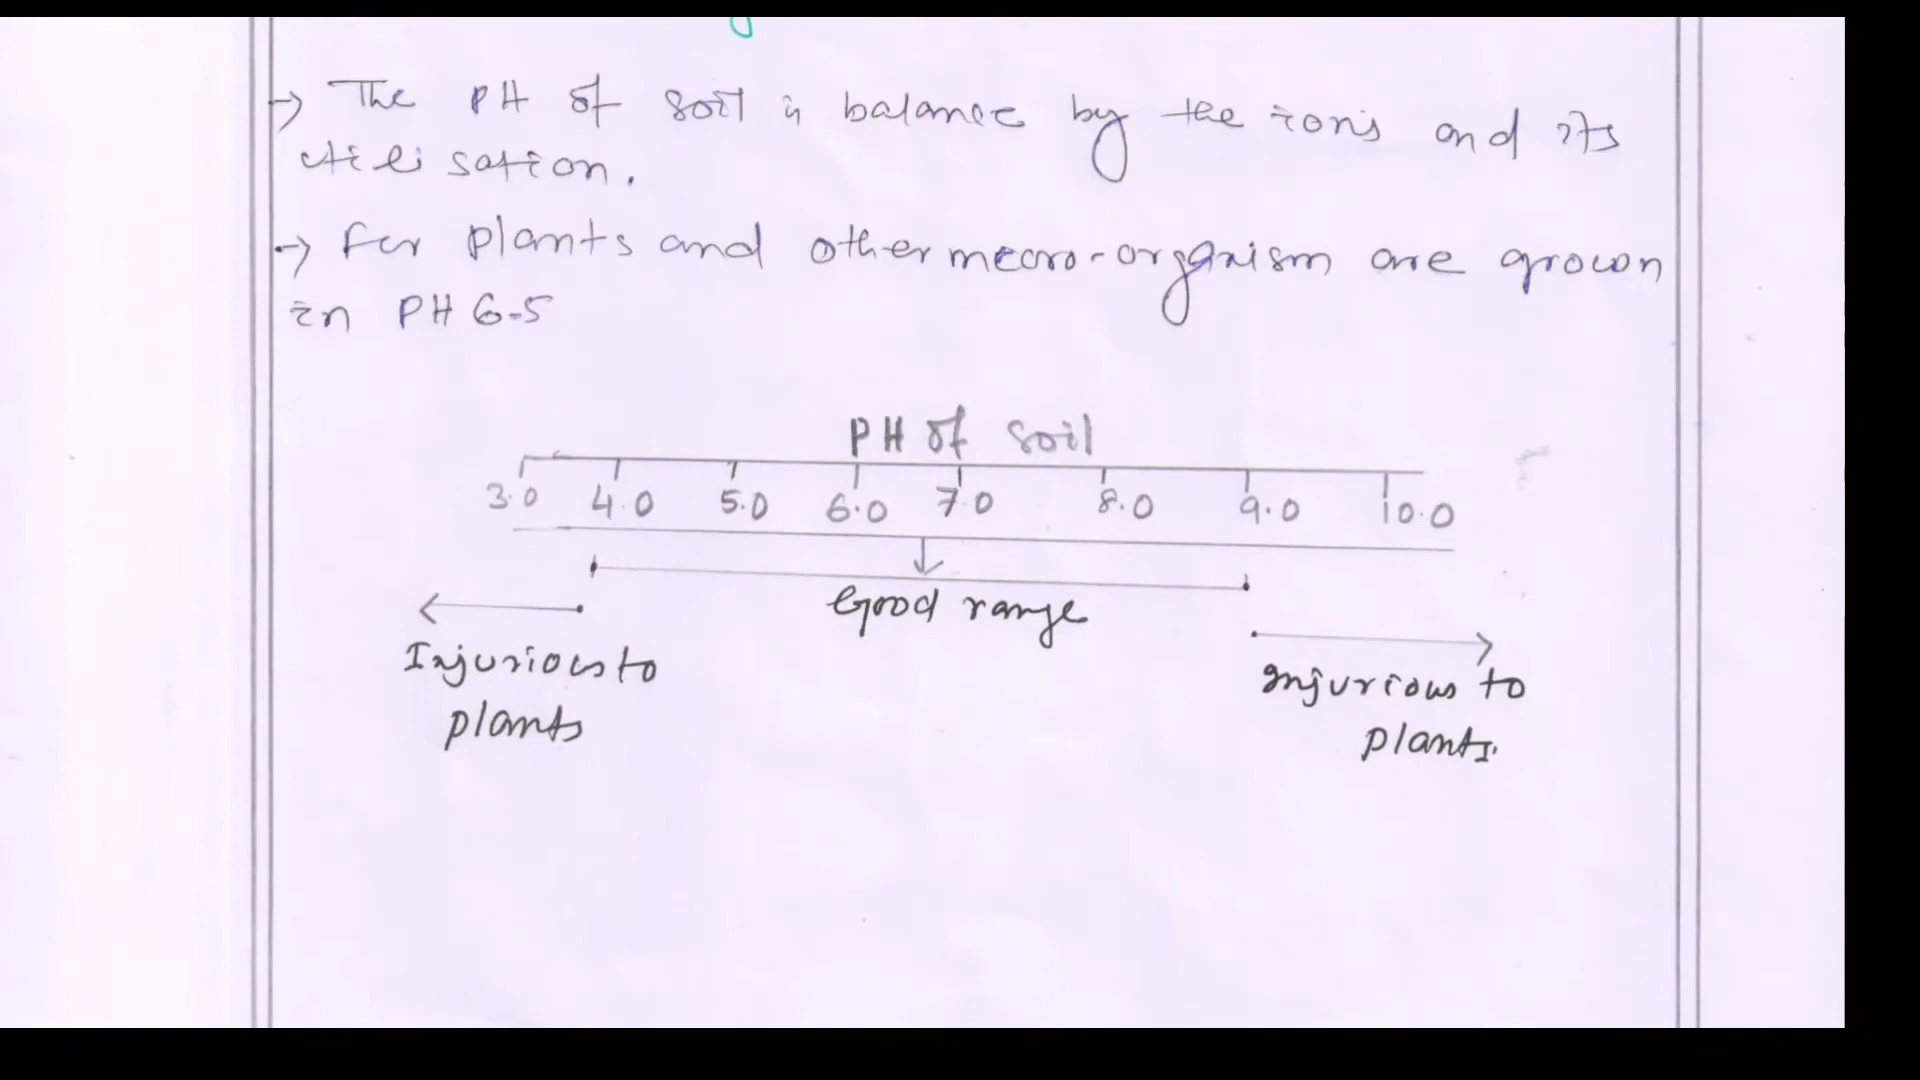 → The PH of soil is balance by the ions and its
utilisation.
→ For plants and other mecro-organism are grown
in PH 6.5
PH of soil
3.0 4.0 5.0 6.0 7.0 8.0 9.0 10.0
Good range
Injurious to
plants
Injurious to
plants.